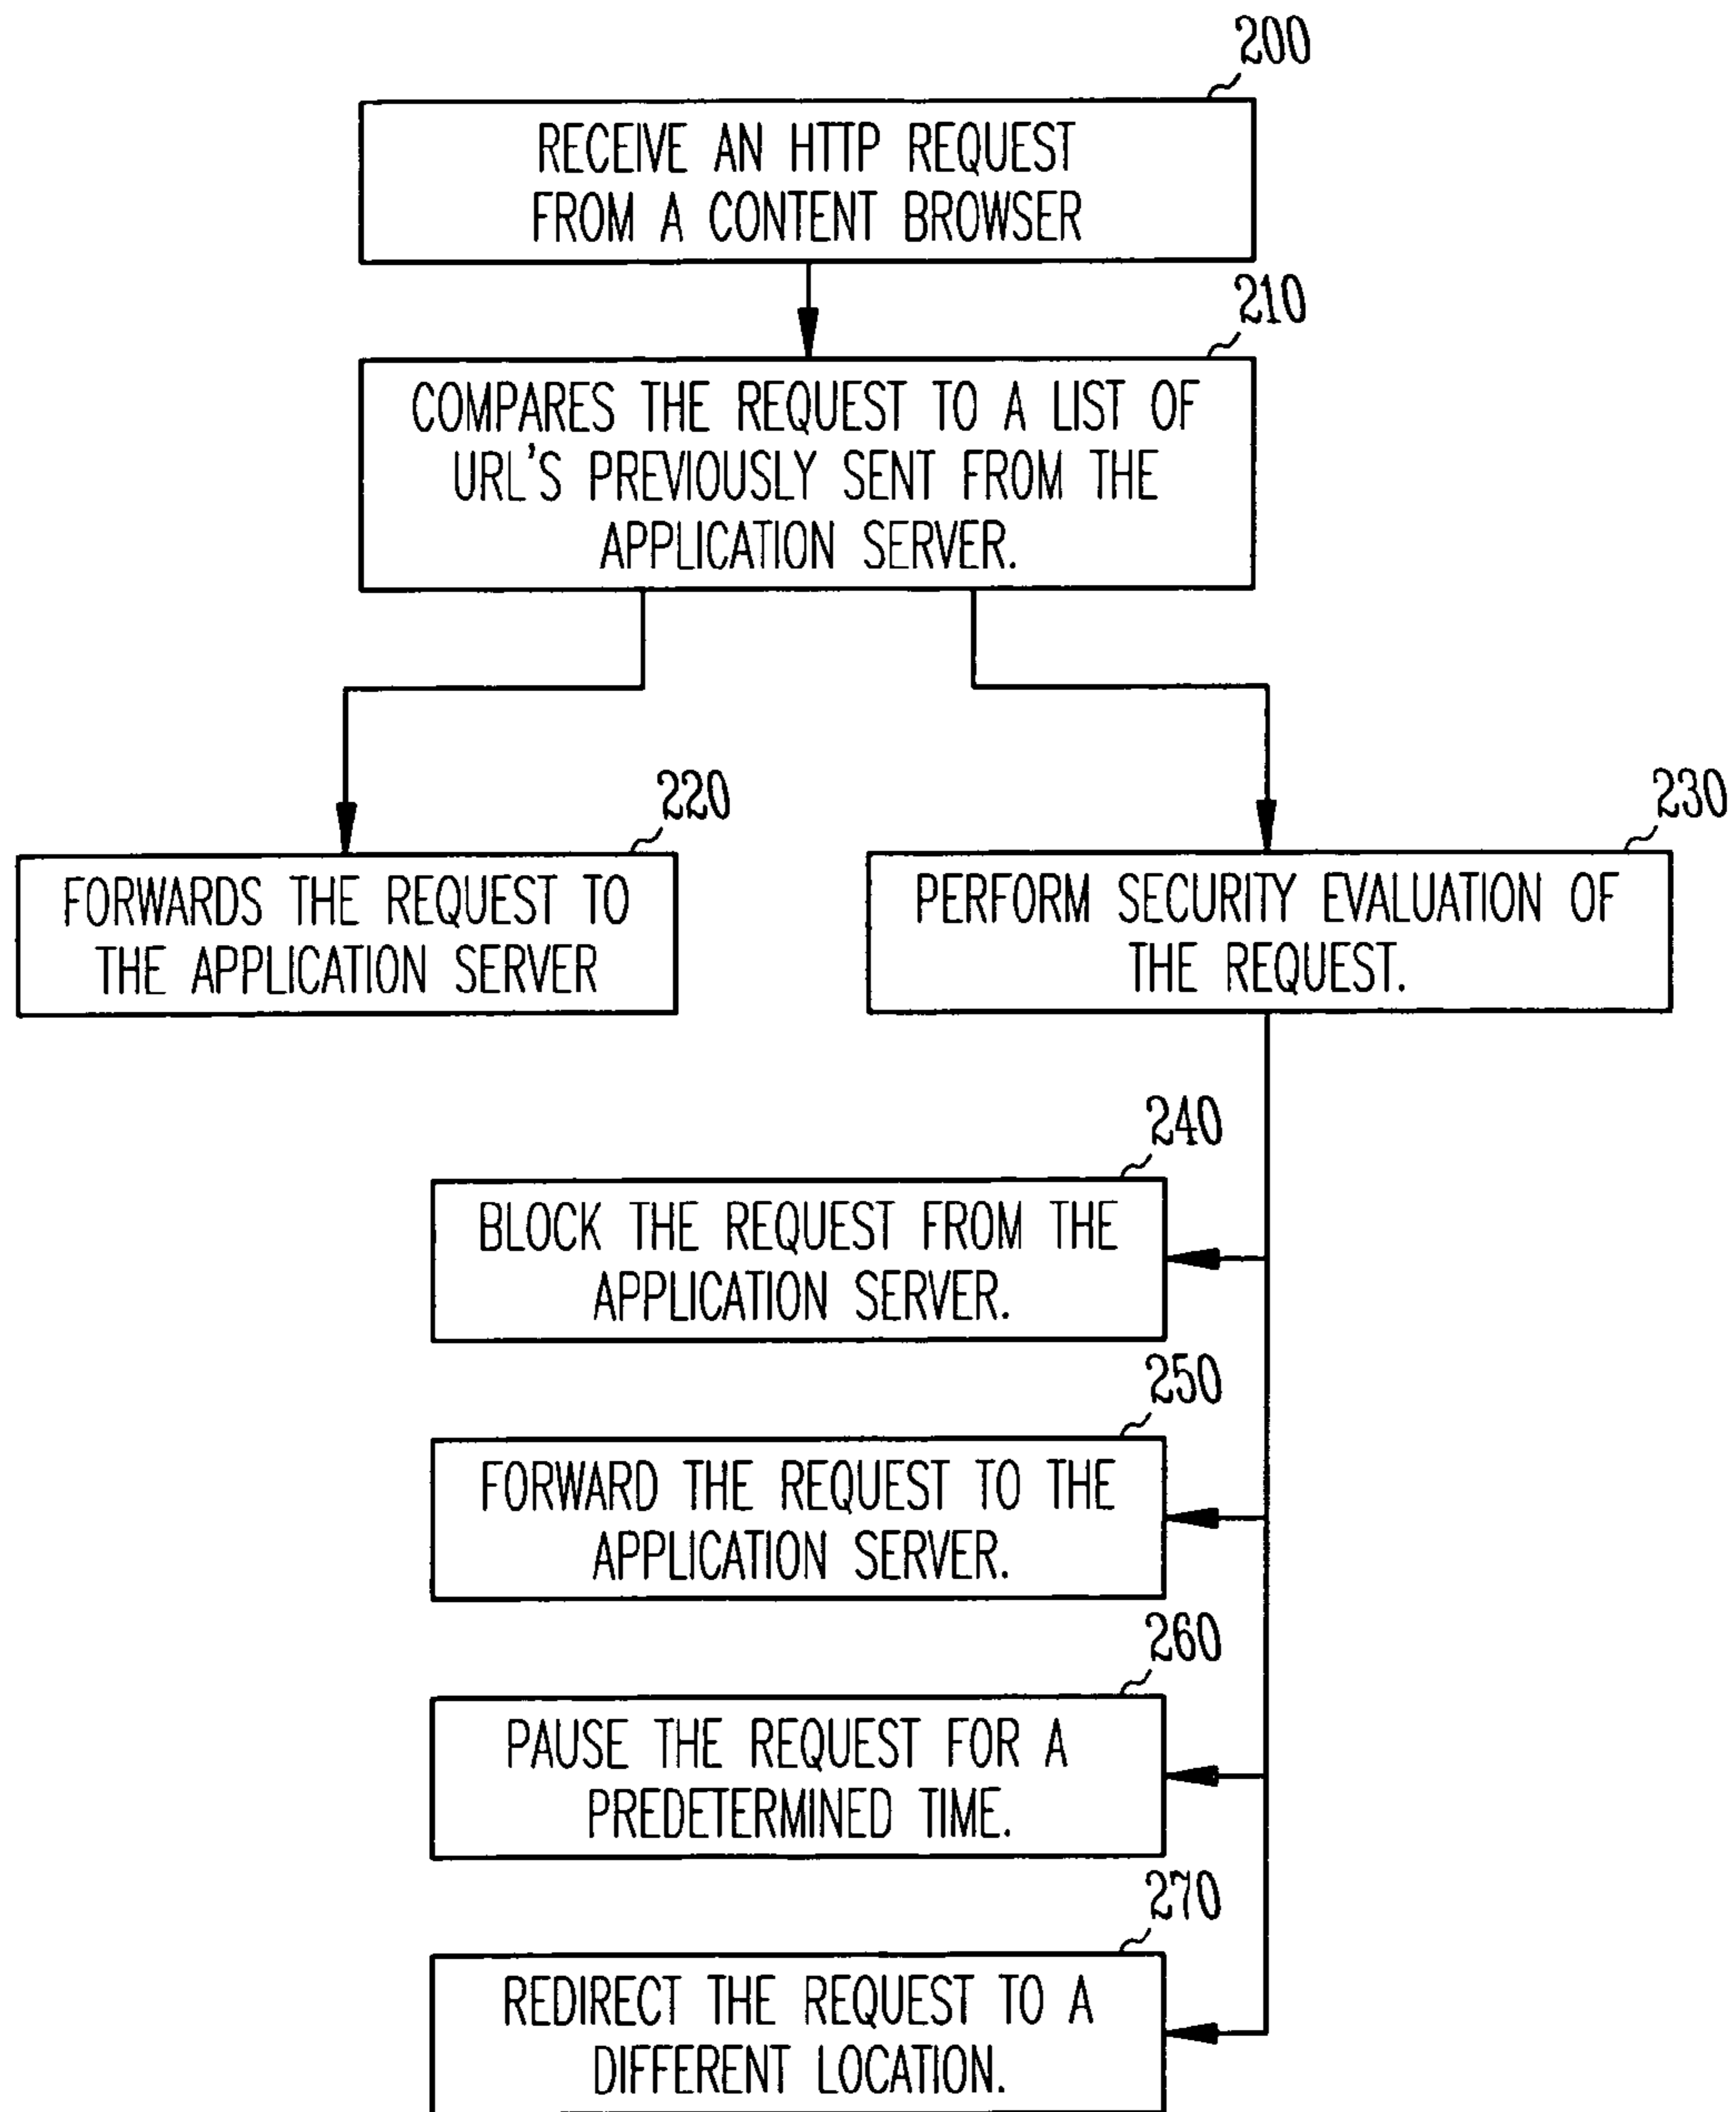 200
RECEIVE AN HTTP REQUEST
FROM A CONTENT BROWSER
210
COMPARES THE REQUEST TO A LIST OF
URL'S PREVIOUSLY SENT FROM THE
APPLICATION SERVER.
220
FORWARDS THE REQUEST TO
THE APPLICATION SERVER
230
PERFORM SECURITY EVALUATION OF
THE REQUEST.
240
BLOCK THE REQUEST FROM THE
APPLICATION SERVER.
250
FORWARD THE REQUEST TO THE
APPLICATION SERVER.
260
PAUSE THE REQUEST FOR A
PREDETERMINED TIME.
270
REDIRECT THE REQUEST TO A
DIFFERENT LOCATION.